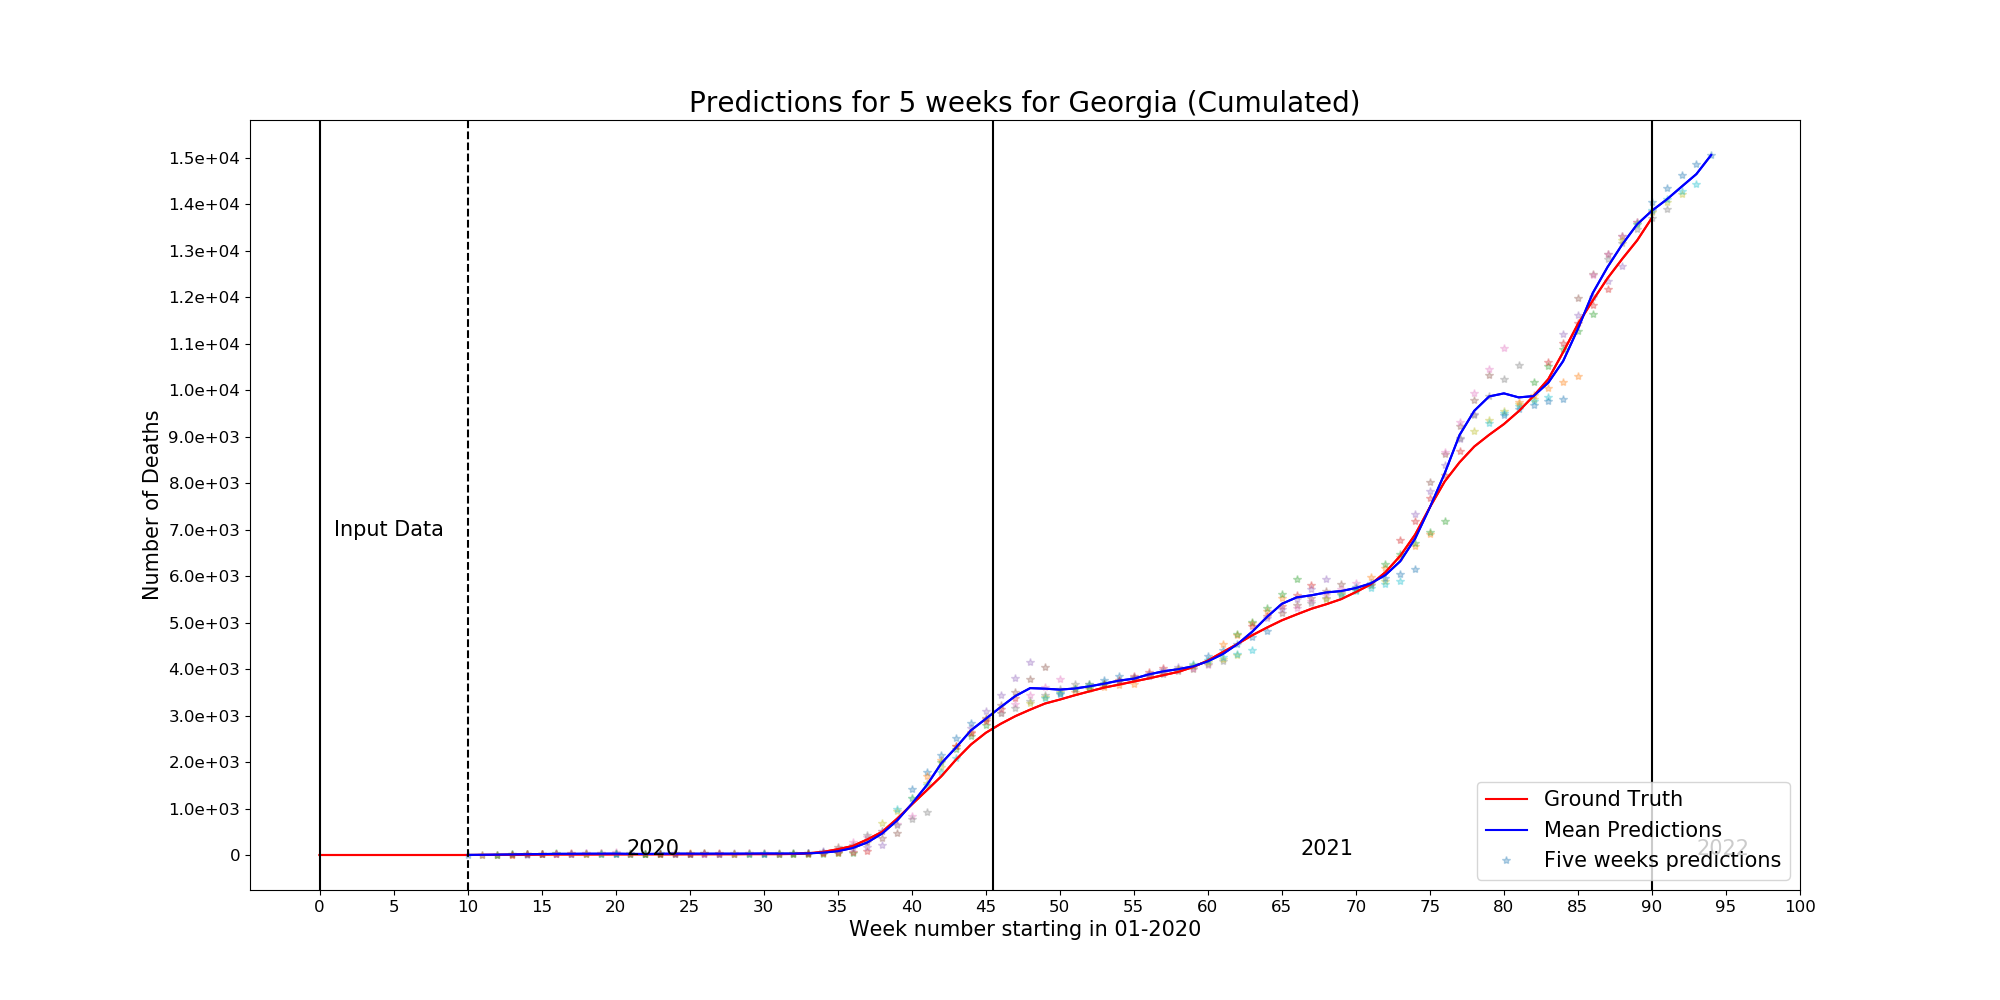 Predictions for 5 weeks for Georgia (Cumulated)
1.5e+04
1.4e+04
1.3e+04
1.2e+04
1.1e+04
1.0e+04
9.0e+03
8.0e+03
7.0e+03
6.0e+03
5.0e+03
4.0e+03
3.0e+03
2.0e+03
1.0e+03
0
Number of Deaths
Input Data
2020
2021
2022
Ground Truth
Mean Predictions
Five weeks predictions
0 5 10 15 20 25 30 35 40 45 50 55 60 65 70 75 80 85 90 95 100
Week number starting in 01-2020